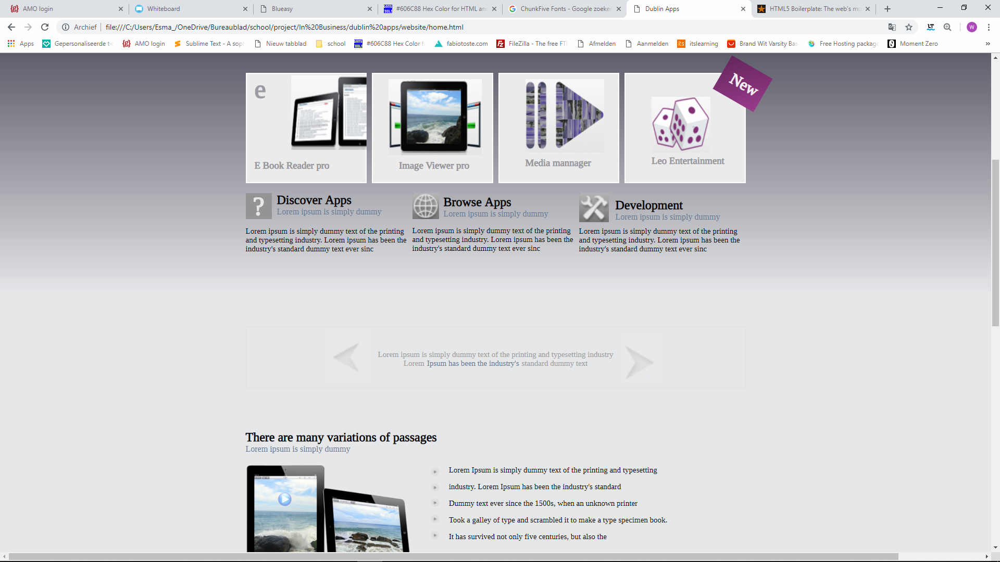 AMO login
Whiteboard
Blueasy
#606C88 Hex Color for HTML an
ChunkFive Fonts - Google zoeker
Dublin Apps
HTML5 Boilerplate: The web's mo
Archief
file:///C:/Users/Esma_/OneDrive/Bureaublad/school/project/In%20Business/dublin%20apps/website/home.html
W
Apps
Gepersonaliseerde t-
AMO login
Sublime Text - A soph
Nieuw tabblad
school
#606C88 Hex Color f
fabiotoste.com
FileZilla - The free FT
Afmelden
Aanmelden
itslearning
Brand Wit Varsity Bas
Free Hosting package
Moment Zero
»
New
e
E Book Reader pro
Image Viewer pro
Media mannager
Leo Entertainment
?
Discover Apps
Lorem ipsum is simply dummy
Lorem ipsum is simply dummy text of the printing
and typesetting industry. Lorem ipsum has been the
industry's standard dummy text ever sinc
Browse Apps
Lorem ipsum is simply dummy
Lorem ipsum is simply dummy text of the printing
and typesetting industry. Lorem ipsum has been the
industry's standard dummy text ever sinc
Development
Lorem ipsum is simply dummy
Lorem ipsum is simply dummy text of the printing
and typesetting industry. Lorem ipsum has been the
industry's standard dummy text ever sinc
Lorem ipsum is simply dummy text of the printing and typesetting industry
Lorem Ipsum has been the industry's standard dummy text
There are many variations of passages
Lorem ipsum is simply dummy
Lorem Ipsum is simply dummy text of the printing and typesetting
industry. Lorem Ipsum has been the industry's standard
Dummy text ever since the 1500s, when an unknown printer
Took a galley of type and scrambled it to make a type specimen book.
It has survived not only five centuries, but also the